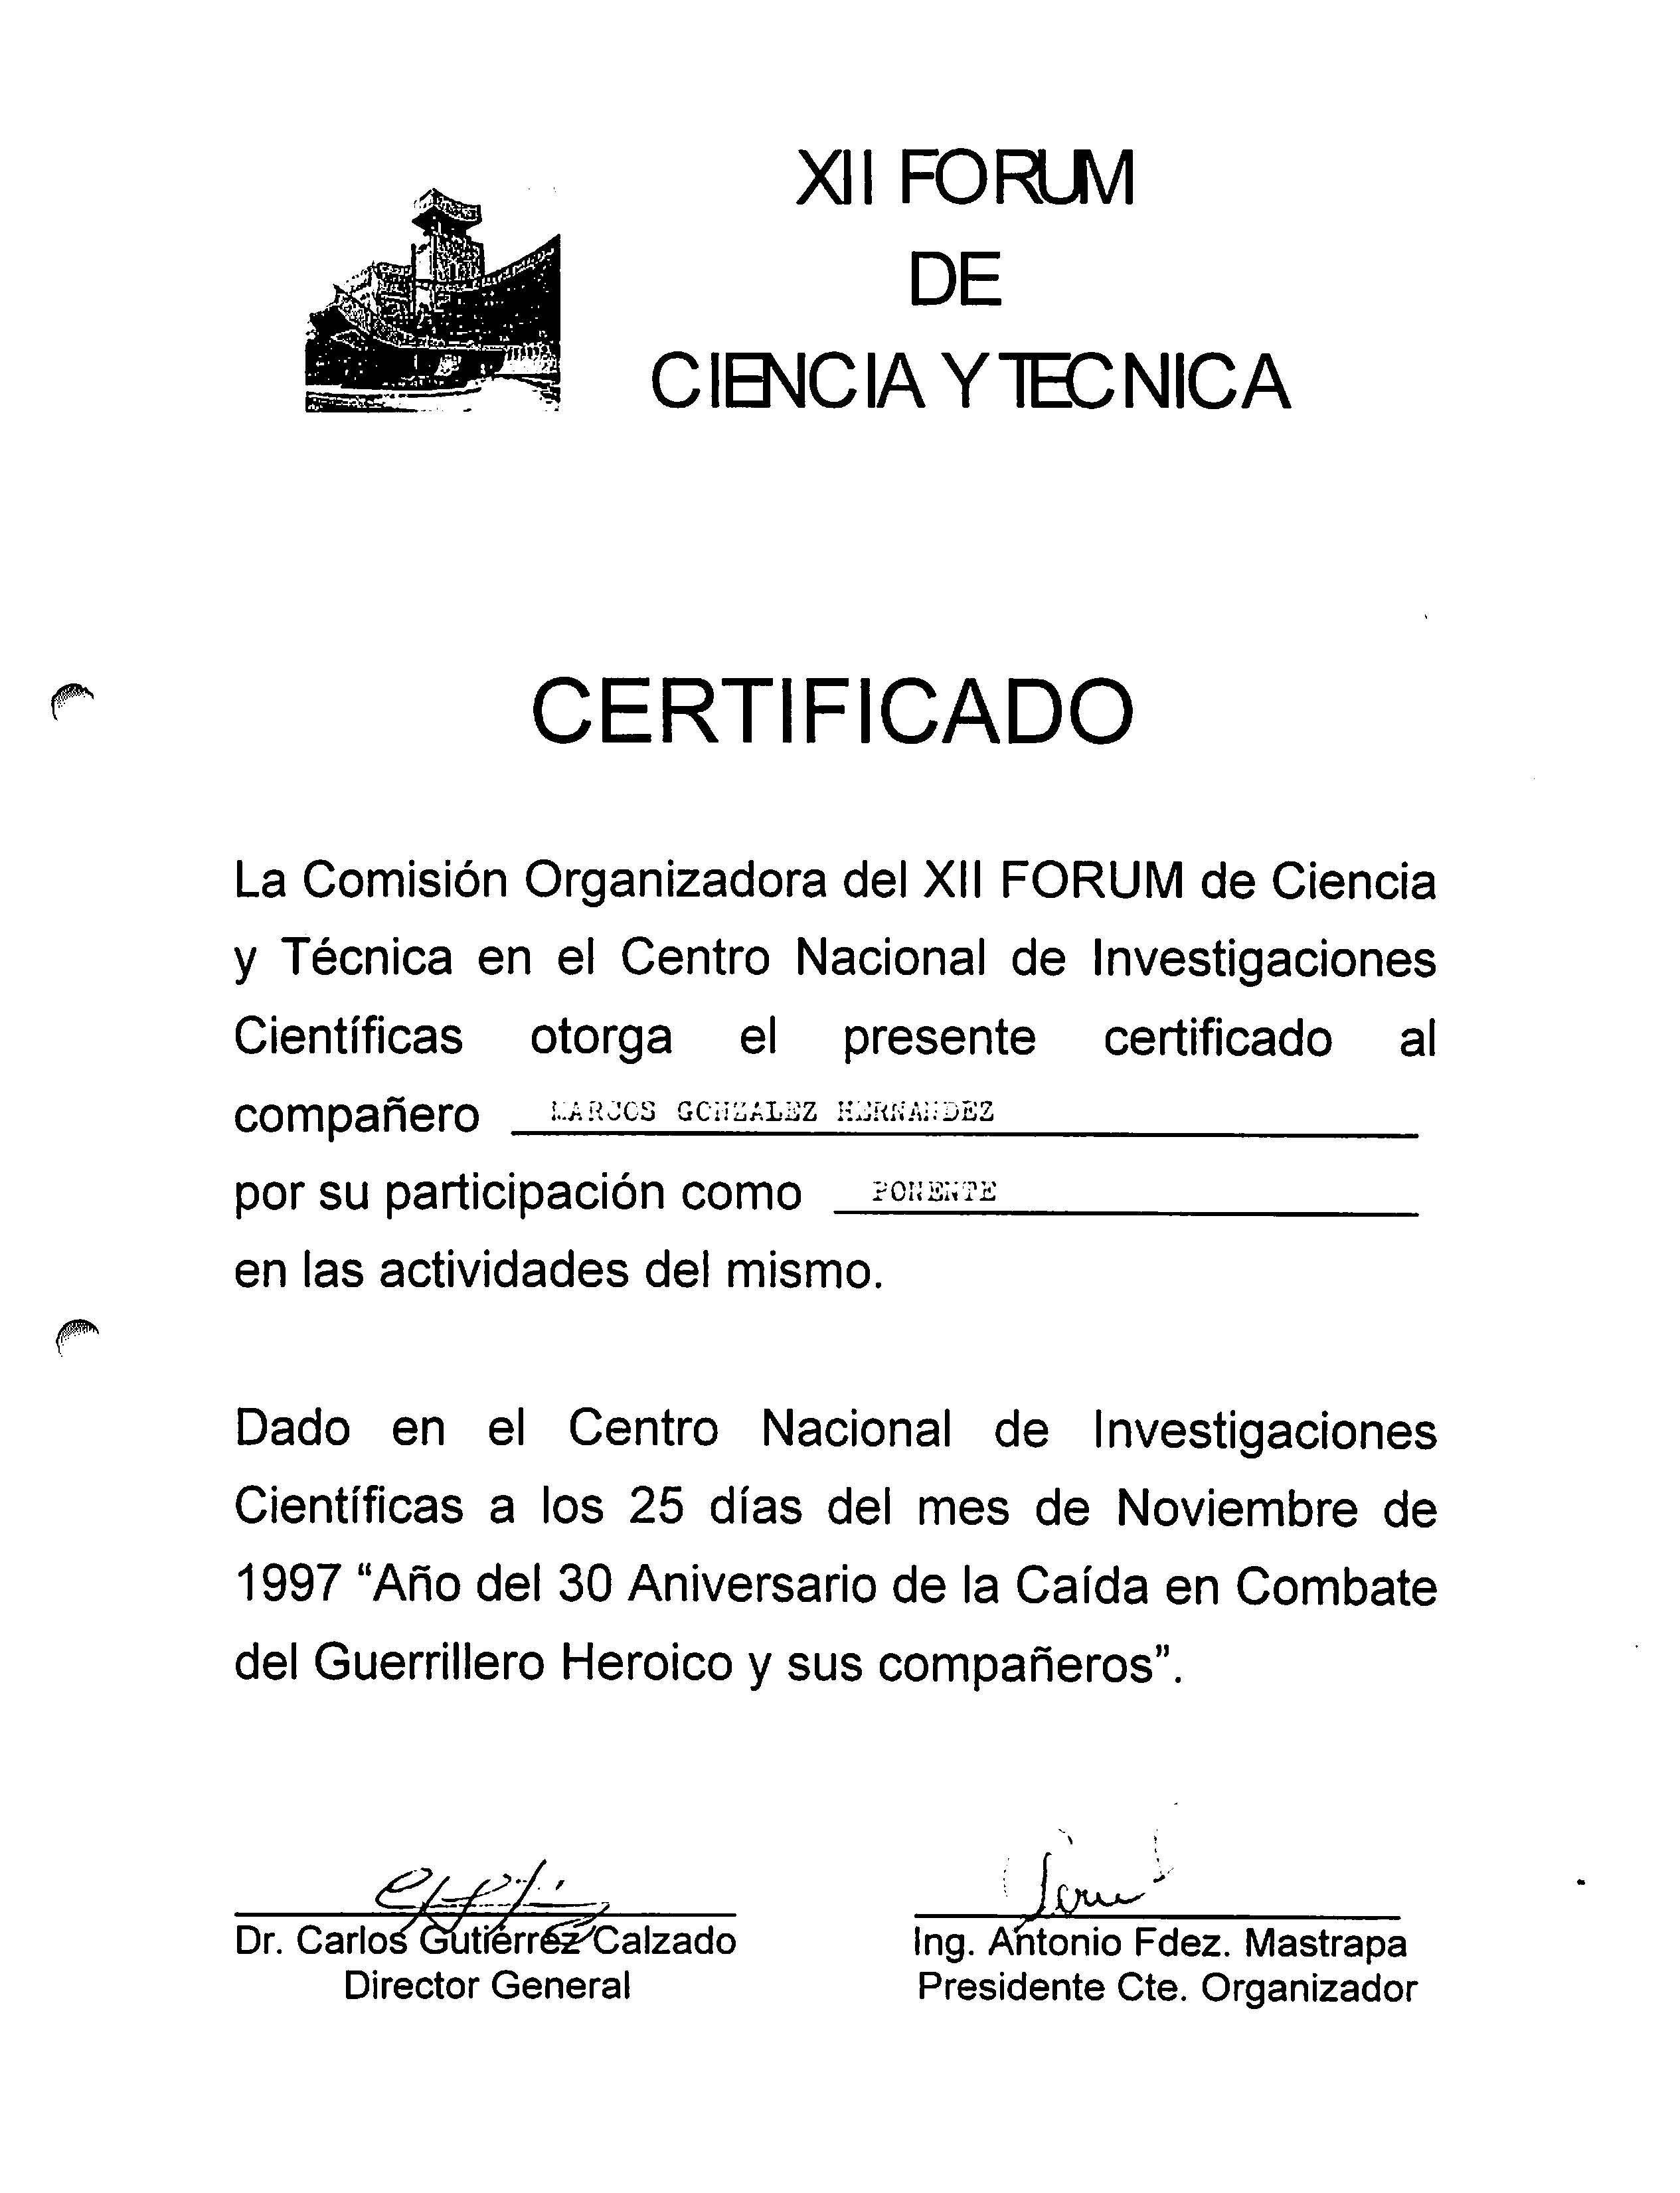 XII FORUM
DE
CIENCIA Y TECNICA
CERTIFICADO
La Comisión Organizadora del XII FORUM de Ciencia
y Técnica en el Centro Nacional de Investigaciones
Científicas otorga el presente certificado al
compañero MARCOS GONZALEZ HERNANDEZ
por su participación como PONENTE
en las actividades del mismo.
Dado en el Centro Nacional de Investigaciones
Científicas a los 25 días del mes de Noviembre de
1997 “Año del 30 Aniversario de la Caída en Combate
del Guerrillero Heroico y sus compañeros”.
Dr. Carlos Gutiérrez Calzado
Director General
Ing. Antonio Fdez. Mastrapa
Presidente Cte. Organizador